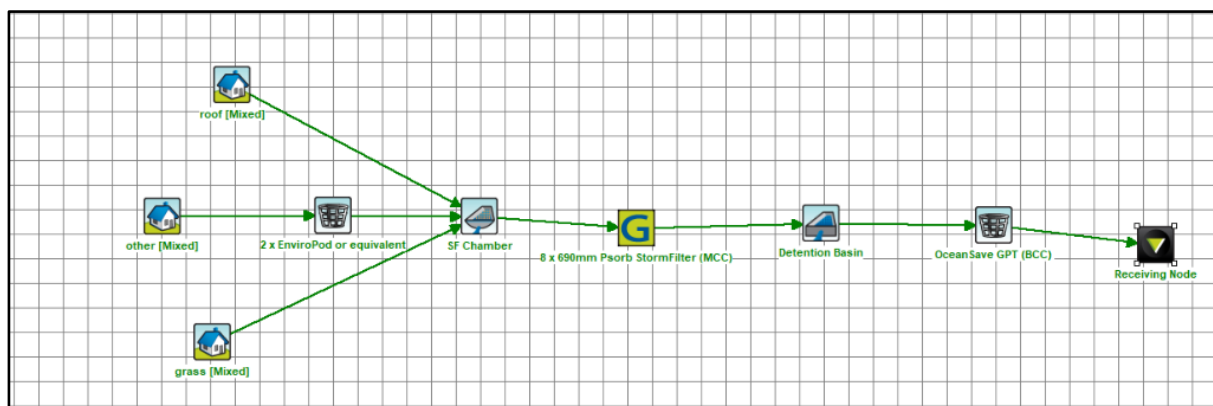 roof [Mixed]
other [Mixed]
2 x EnviroPod or equivalent
SF Chamber
G
8 x 690mm Psorb StormFilter (MCC)
Detention Basin
OceanSave GPT (BCC)
Receiving Node
grass [Mixed]